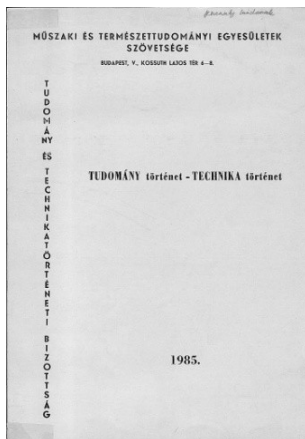 MŰSZAKI ÉS TERMÉSZETTUDOMÁNYI EGYESÜLETEK
SZÖVETSÉGE
BUDAPEST, V., KOSSUTH LAJOS TÉR 6—8.
TUDOMÁNY ÉS TECHNIKATÖRTÉNETI BIZOTTSÁG
TUDOMÁNY történet - TECHNIKA történet
1985.